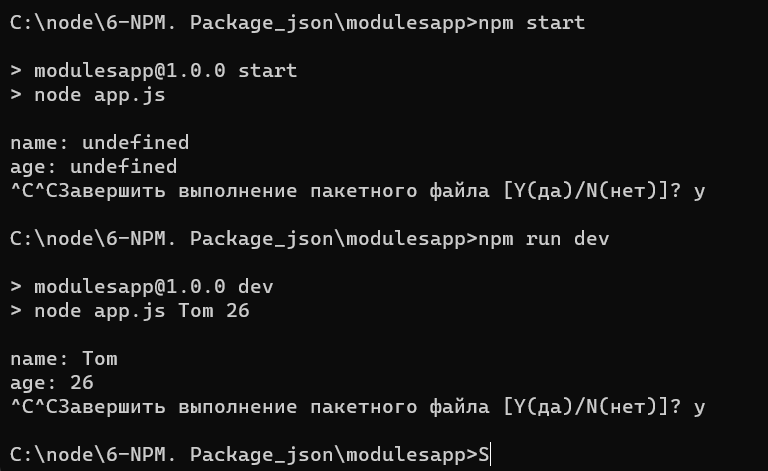 C:\node\6-NPM. Package_json\modulesapp>npm start
> modulesapp@1.0.0 start
> node app.js
name: undefined
age: undefined
^C^CЗавершить выполнение пакетного файла [Y(да)/N(нет)]? y
C:\node\6-NPM. Package_json\modulesapp>npm run dev
> modulesapp@1.0.0 dev
> node app.js Tom 26
name: Tom
age: 26
^C^CЗавершить выполнение пакетного файла [Y(да)/N(нет)]? y
C:\node\6-NPM. Package_json\modulesapp>S